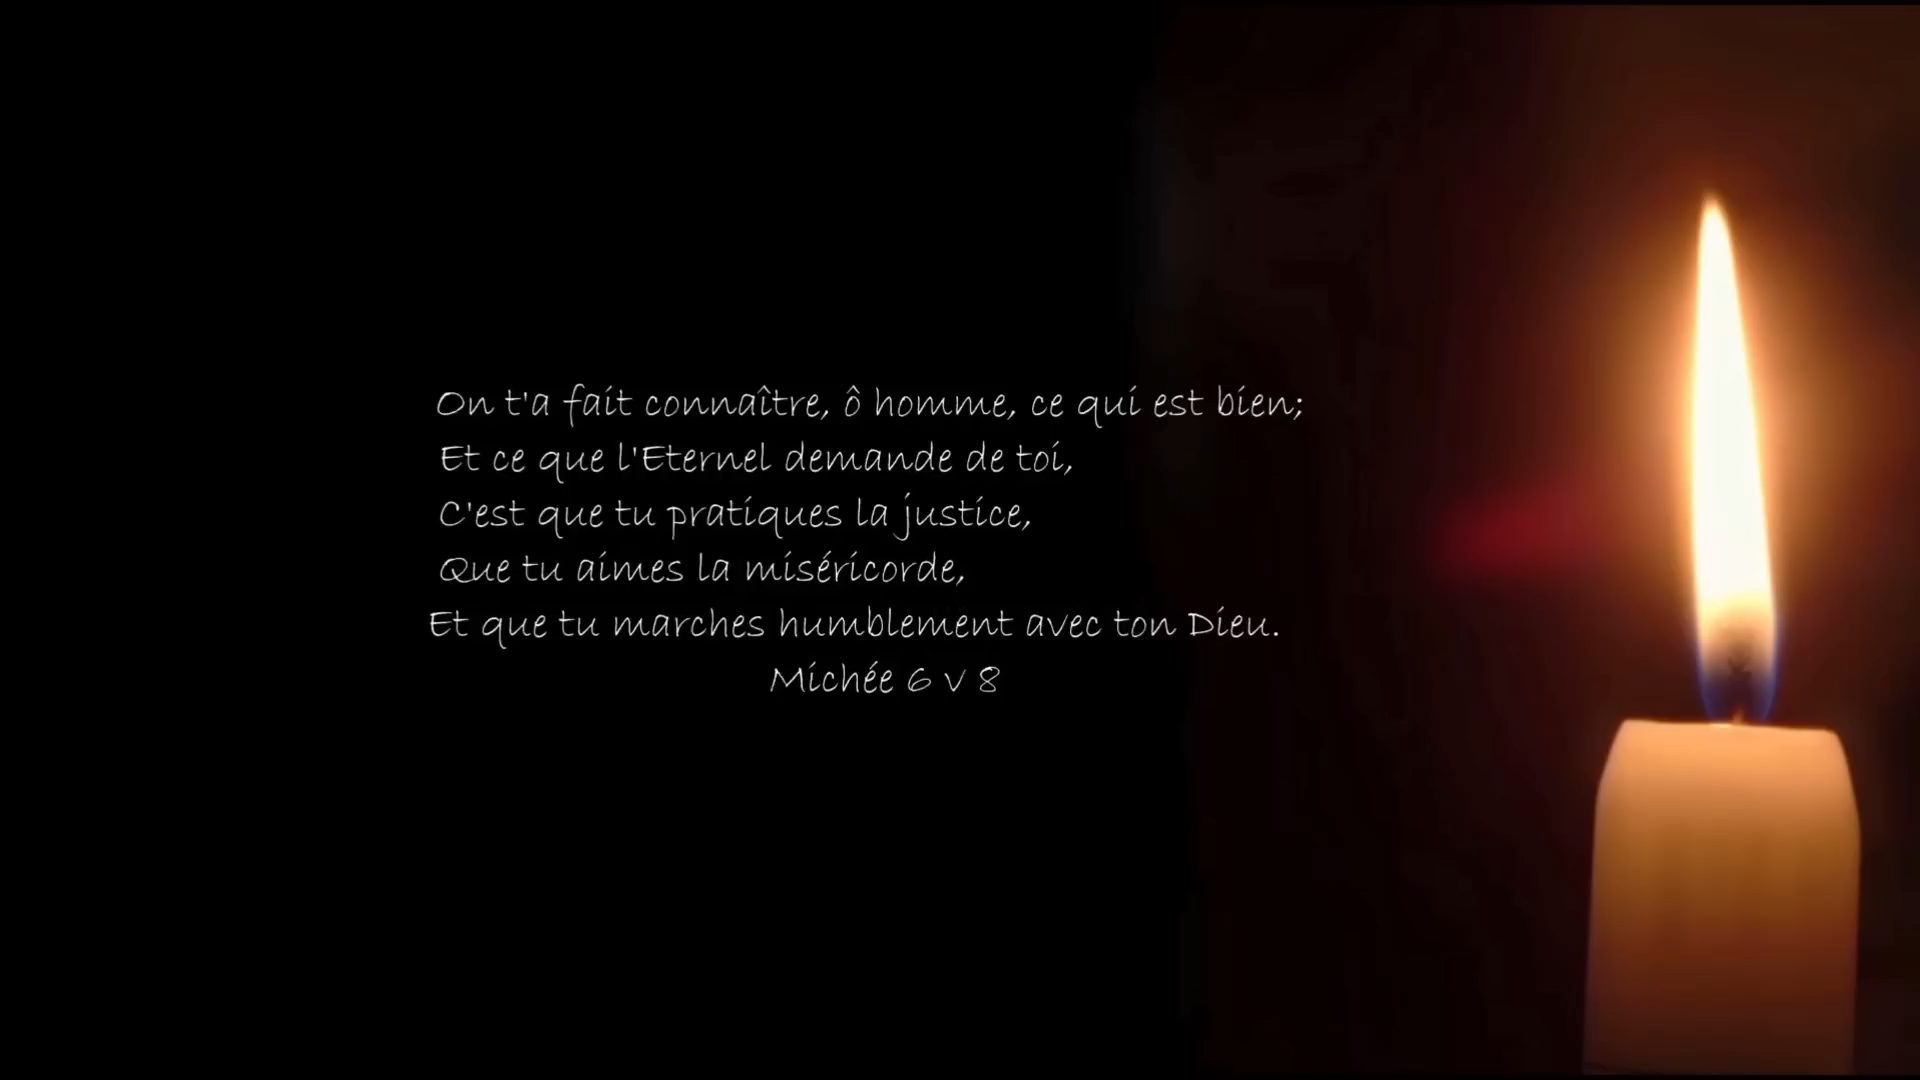 On t'a fait connaître, ô homme, ce qui est bien;
Et ce que l'Eternel demande de toi,
C'est que tu pratiques la justice,
Que tu aimes la miséricorde,
Et que tu marches humblement avec ton Dieu.
Michée 6 v 8